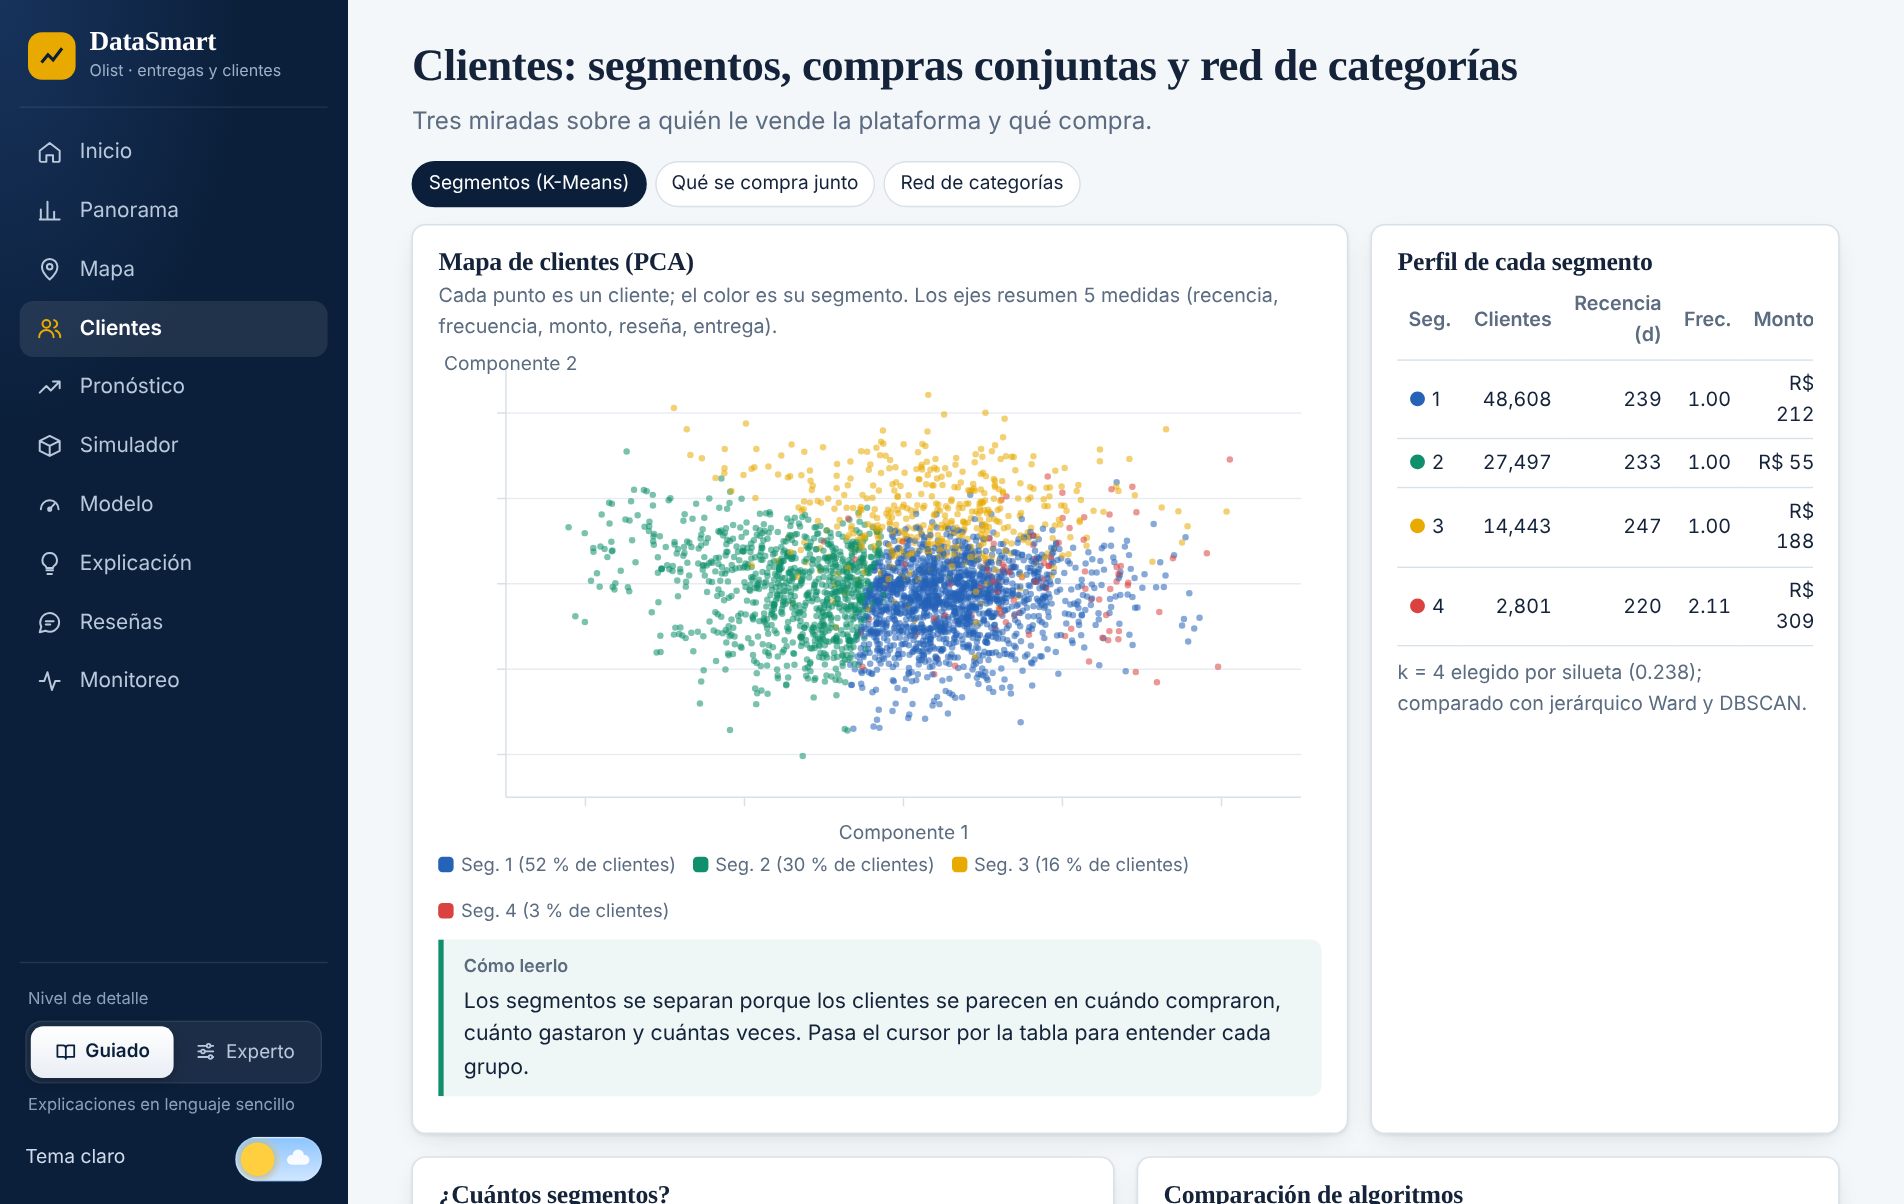 DataSmart
Olist · entregas y clientes
Inicio
Panorama
Mapa
Clientes
Pronóstico
Simulador
Modelo
Explicación
Reseñas
Monitoreo
Nivel de detalle
Guiado
Experto
Explicaciones en lenguaje sencillo
Tema claro
Clientes: segmentos, compras conjuntas y red de categorías
Tres miradas sobre a quién le vende la plataforma y qué compra.
Segmentos (K-Means)
Qué se compra junto
Red de categorías
Mapa de clientes (PCA)
Cada punto es un cliente; el color es su segmento. Los ejes resumen 5 medidas (recencia,
frecuencia, monto, reseña, entrega).
Componente 2
Componente 1
Seg. 1 (52 % de clientes)
Seg. 2 (30 % de clientes)
Seg. 3 (16 % de clientes)
Seg. 4 (3 % de clientes)
Cómo leerlo
Los segmentos se separan porque los clientes se parecen en cuándo compraron,
cuánto gastaron y cuántas veces. Pasa el cursor por la tabla para entender cada
grupo.
Perfil de cada segmento
Seg. Clientes Recencia (d) Frec. Monto
1 48,608 239 1.00 R$ 212
2 27,497 233 1.00 R$ 55
3 14,443 247 1.00 R$ 188
4 2,801 220 2.11 R$ 309
k = 4 elegido por silueta (0.238);
comparado con jerárquico Ward y DBSCAN.
¿Cuántos segmentos?
Comparación de algoritmos